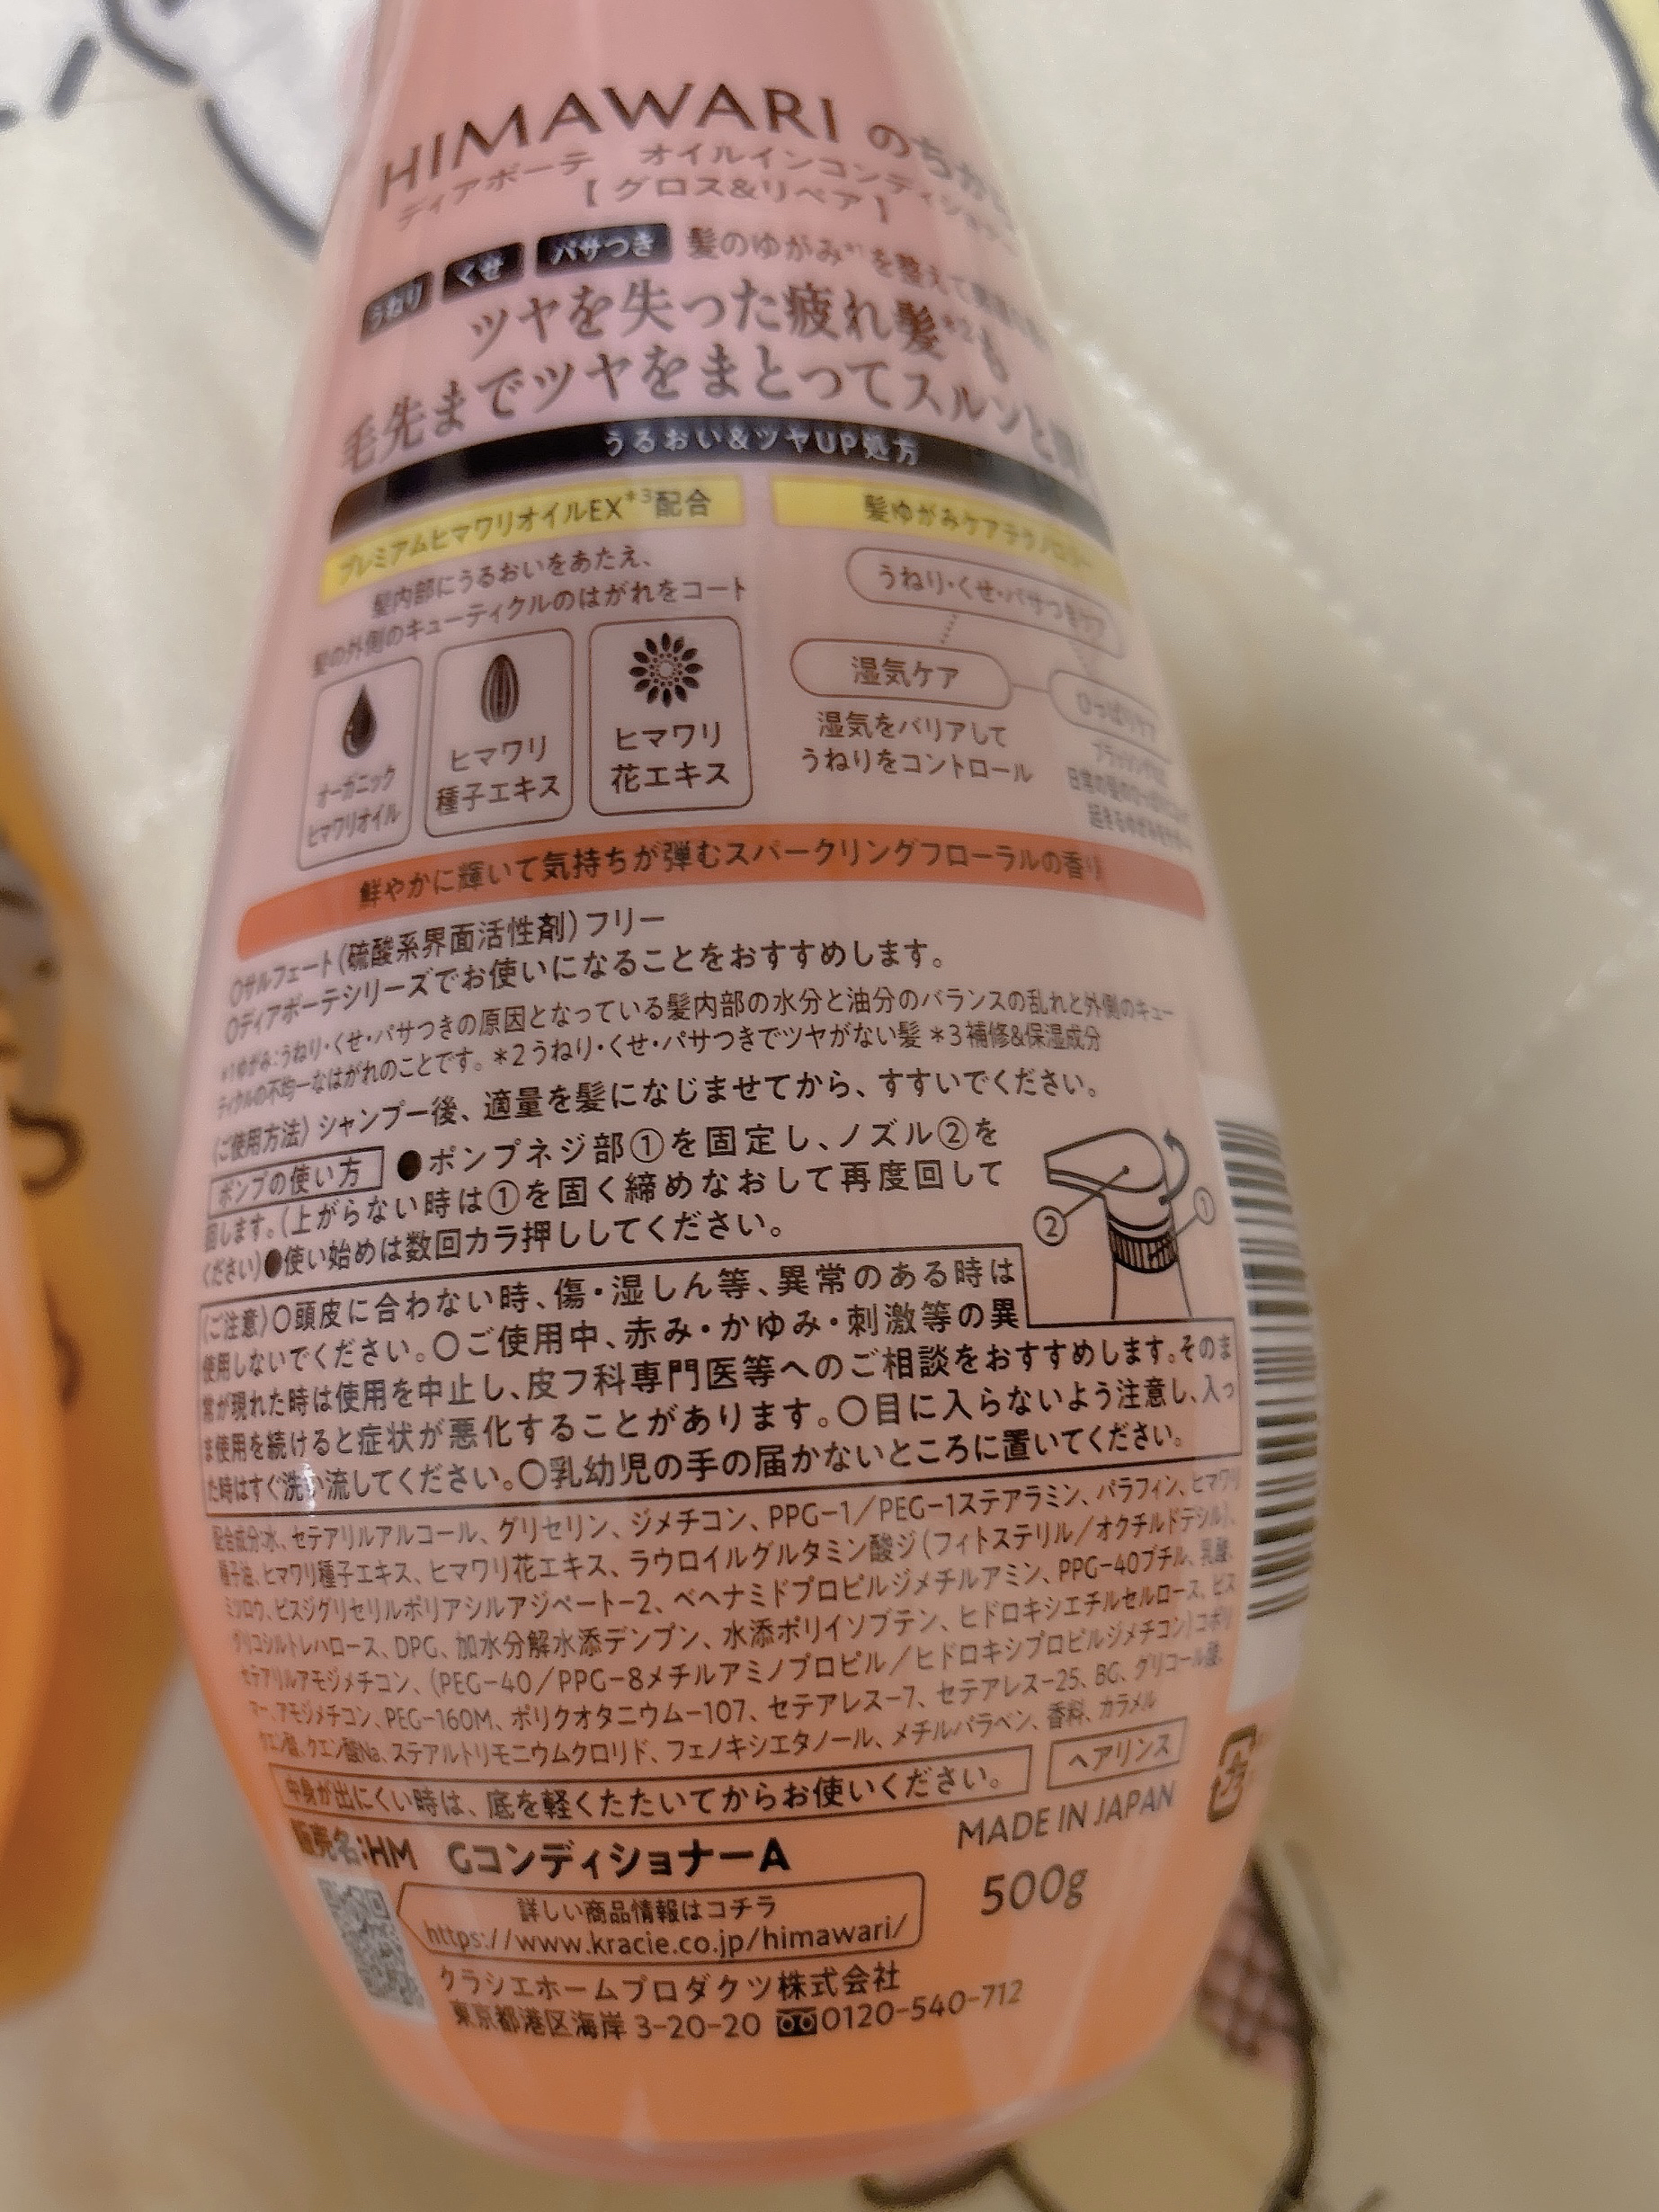 HIMAWARI のちから
ディアボーテ オイルインコンディショナー
【グロス&リペア】
うねり くせ パサつき 髪のゆがみ*1を整えて
ツヤを失った疲れ髪*2も
毛先までツヤをまとってスルンと
うるおい&ツヤUP処方
プレミアムヒマワリオイルEX*3配合
髪内部にうるおいをあたえ、
髪の外側のキューティクルのはがれをコート
オーガニック
ヒマワリオイル
ヒマワリ
種子エキス
ヒマワリ
花エキス
髪ゆがみケアテクノロジー
うねり・くせ・パサつきケア
湿気ケア
湿気をバリアして
うねりをコントロール
ひっぱりケア
鮮やかに輝いて気持ちが弾むスパークリングフローラルの香り
○サルフェート(硫酸系界面活性剤)フリー
○ディアボーテシリーズでお使いになることをおすすめします。
*1ゆがみ:うねり・くせ・パサつきの原因となっている髪内部の水分と油分のバランスの乱れと外側のキュー
ティクルの不均一なはがれのことです。*2うねり・くせ・パサつきでツヤがない髪 *3補修&保湿成分
〈ご使用方法〉シャンプー後、適量を髪になじませてから、すすいでください。
ポンプの使い方 ●ポンプネジ部①を固定し、ノズル②を
回します。(上がらない時は①を固く締めなおして再度回して
ください)●使い始めは数回カラ押ししてください。
②
①
〈ご注意〉○頭皮に合わない時、傷・湿しん等、異常のある時は
使用しないでください。○ご使用中、赤み・かゆみ・刺激等の異
常が現れた時は使用を中止し、皮フ科専門医等へのご相談をおすすめします。そのま
ま使用を続けると症状が悪化することがあります。○目に入らないよう注意し、入っ
た時はすぐ洗い流してください。○乳幼児の手の届かないところに置いてください。
配合成分:水、セテアリルアルコール、グリセリン、ジメチコン、PPG-1/PEG-1ステアラミン、パラフィン、ヒマワリ
種子油、ヒマワリ種子エキス、ヒマワリ花エキス、ラウロイルグルタミン酸ジ(フィトステリル/オクチルドデシル)、
ミツロウ、ビスジグリセリルポリアシルアジペート-2、ベヘナミドプロピルジメチルアミン、PPG-40ブチル、乳酸、
グリコシルトレハロース、DPG、加水分解水添デンプン、水添ポリイソブテン、ヒドロキシエチルセルロース、ビス
セテアリルアモジメチコン、(PEG-40/PPG-8メチルアミノプロピル/ヒドロキシプロピルジメチコン)コポリ
マー、アモジメチコン、PEG-160M、ポリクオタニウム-107、セテアレス-7、セテアレス-25、BG、グリコール酸、
クエン酸、クエン酸Na、ステアルトリモニウムクロリド、フェノキシエタノール、メチルパラベン、香料、カラメル
中身が出にくい時は、底を軽くたたいてからお使いください。 ヘアリンス
販売名:HM Gコンディショナー A
MADE IN JAPAN
500g
詳しい商品情報はコチラ
https://www.kracie.co.jp/himawari/
クラシエホームプロダクツ株式会社
東京都港区海岸 3-20-20 0120-540-712